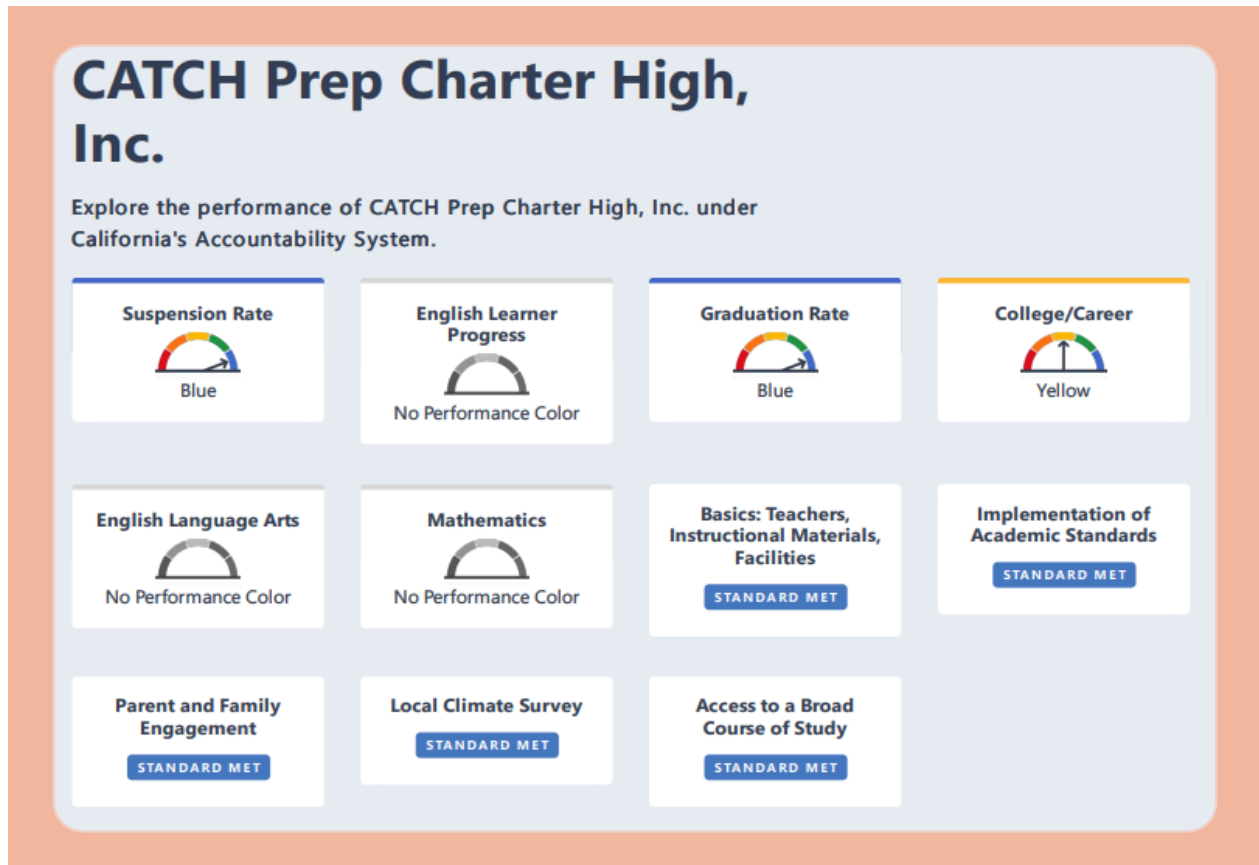 CATCH Prep Charter High,
Inc.
Explore the performance of CATCH Prep Charter High, Inc. under
California's Accountability System.
Suspension Rate
Blue
English Learner
Progress
No Performance Color
Graduation Rate
Blue
College/Career
Yellow
English Language Arts
No Performance Color
Mathematics
No Performance Color
Basics: Teachers,
Instructional Materials,
Facilities
STANDARD MET
Implementation of
Academic Standards
STANDARD MET
Parent and Family
Engagement
STANDARD MET
Local Climate Survey
STANDARD MET
Access to a Broad
Course of Study
STANDARD MET